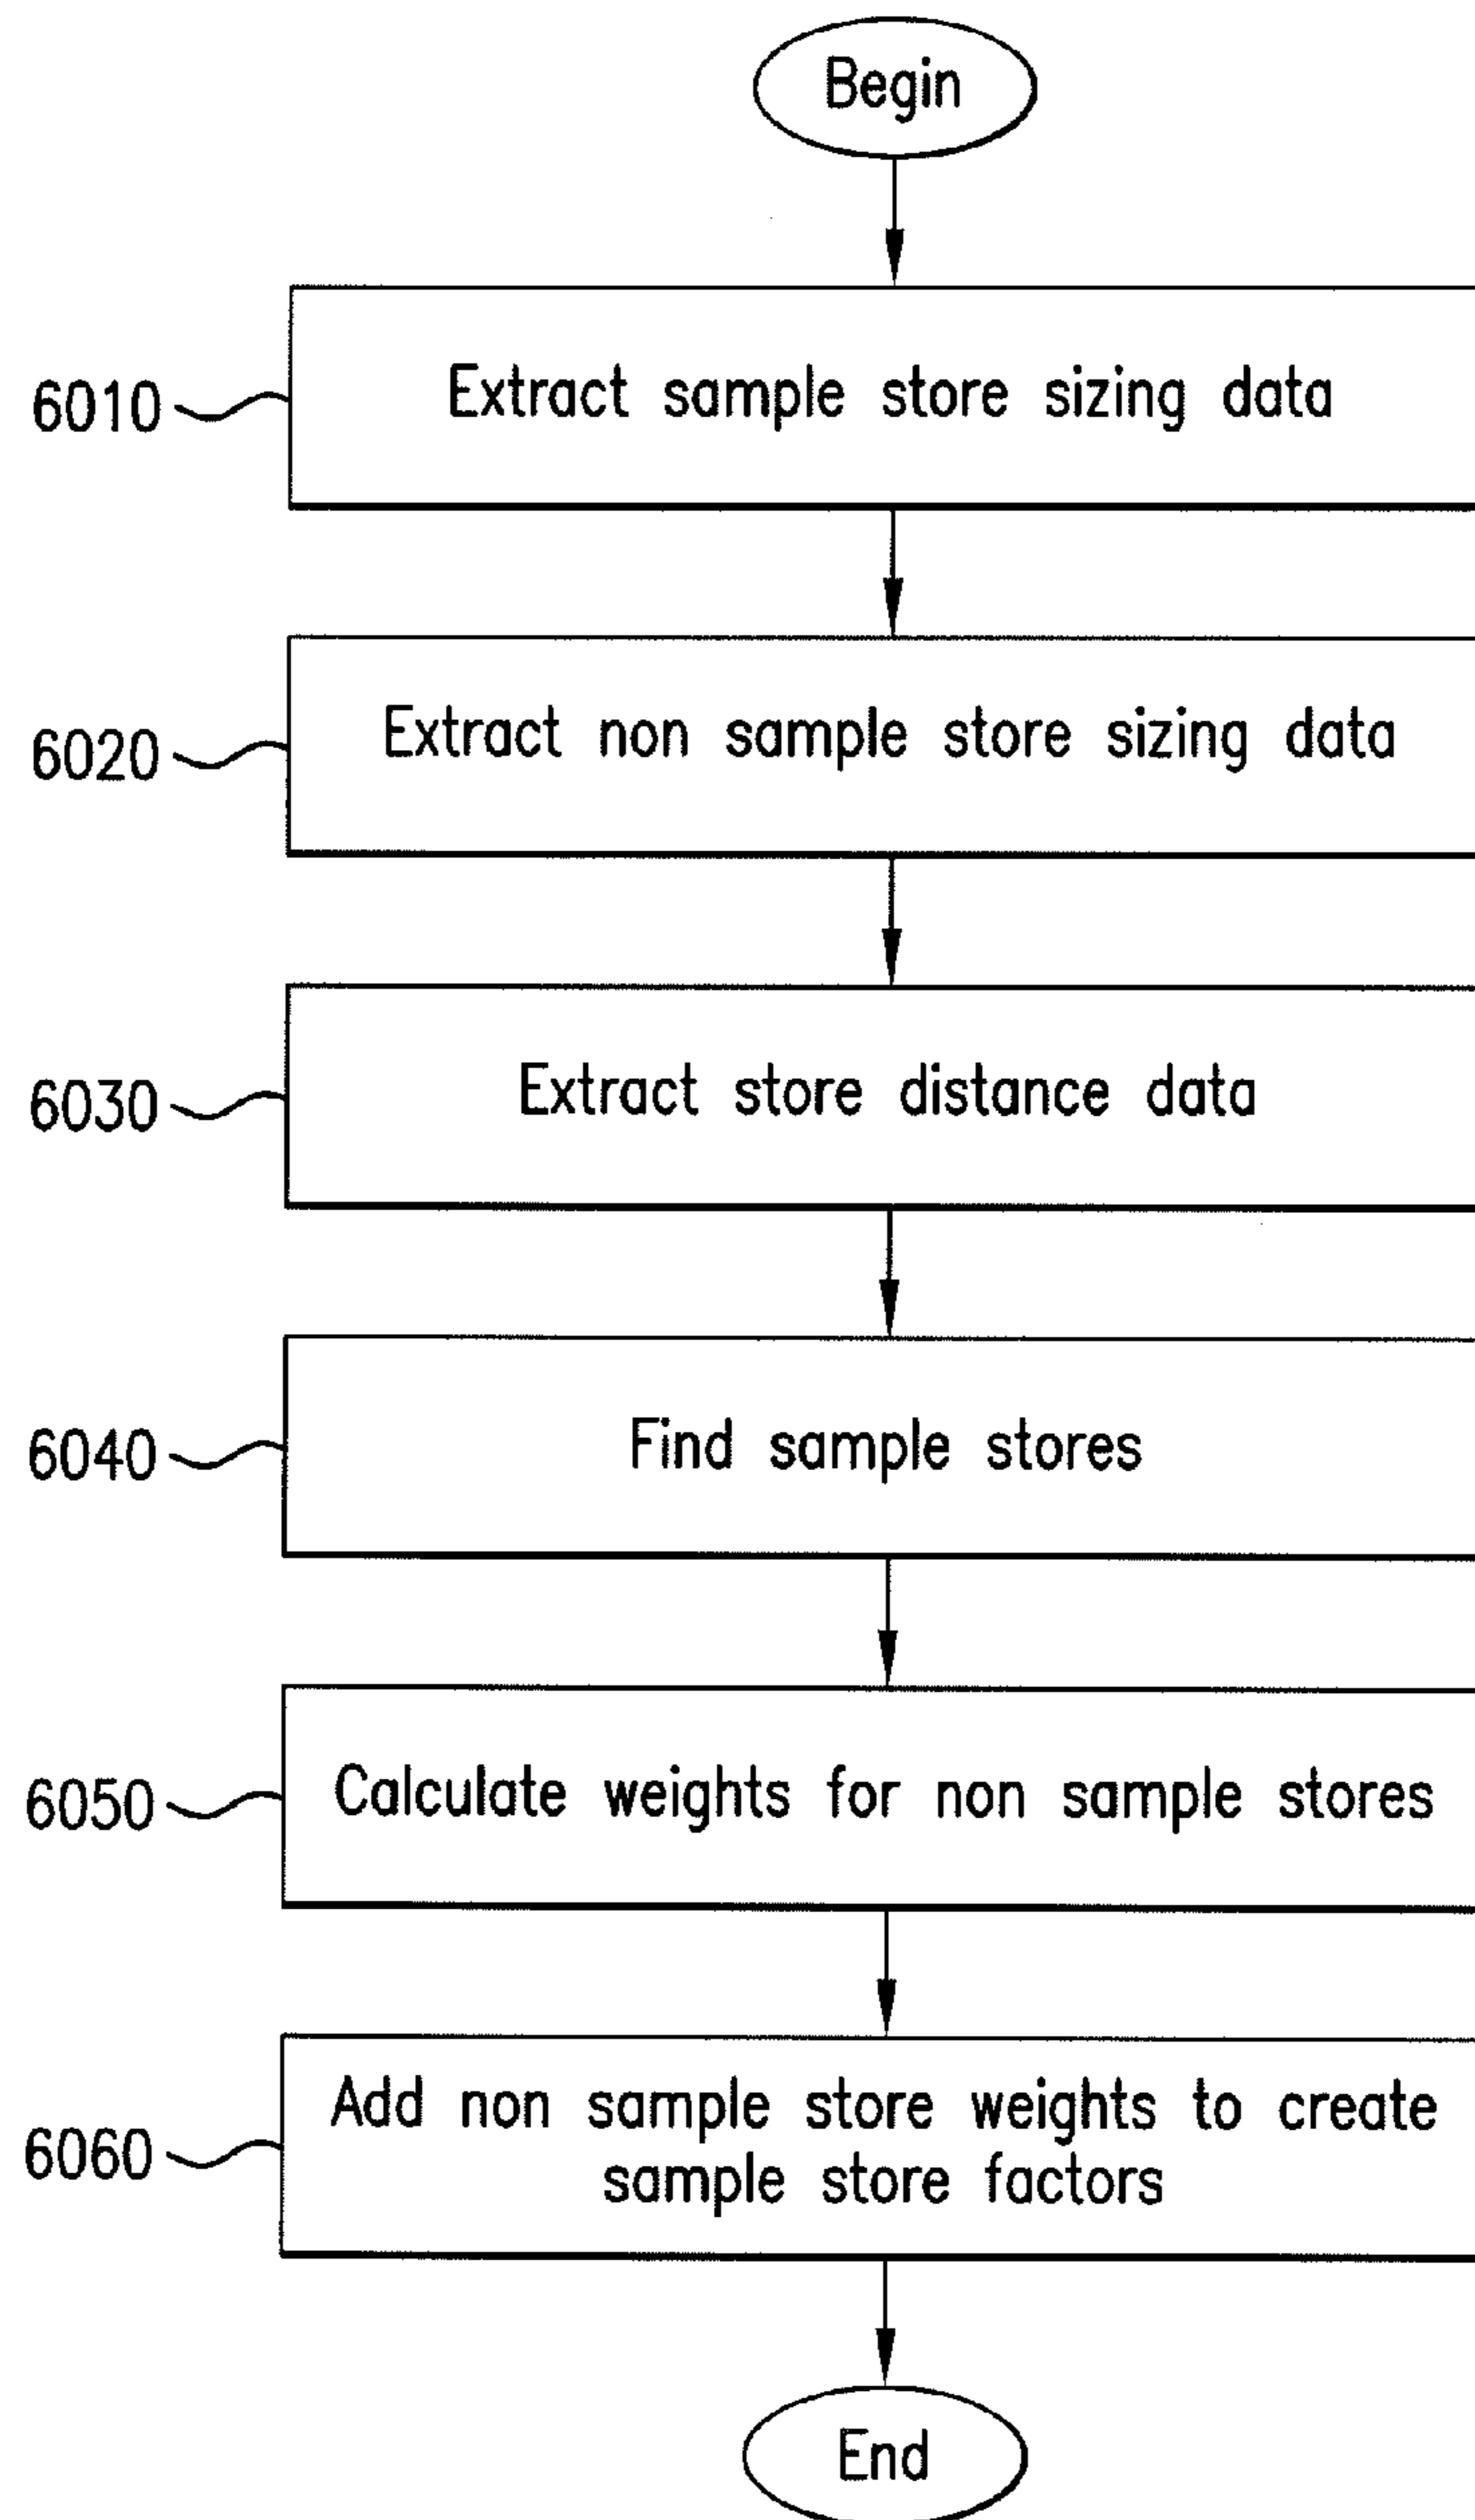 Begin
6010
Extract sample store sizing data
6020
Extract non sample store sizing data
6030
Extract store distance data
6040
Find sample stores
6050
Calculate weights for non sample stores
6060
Add non sample store weights to create
sample store factors
End